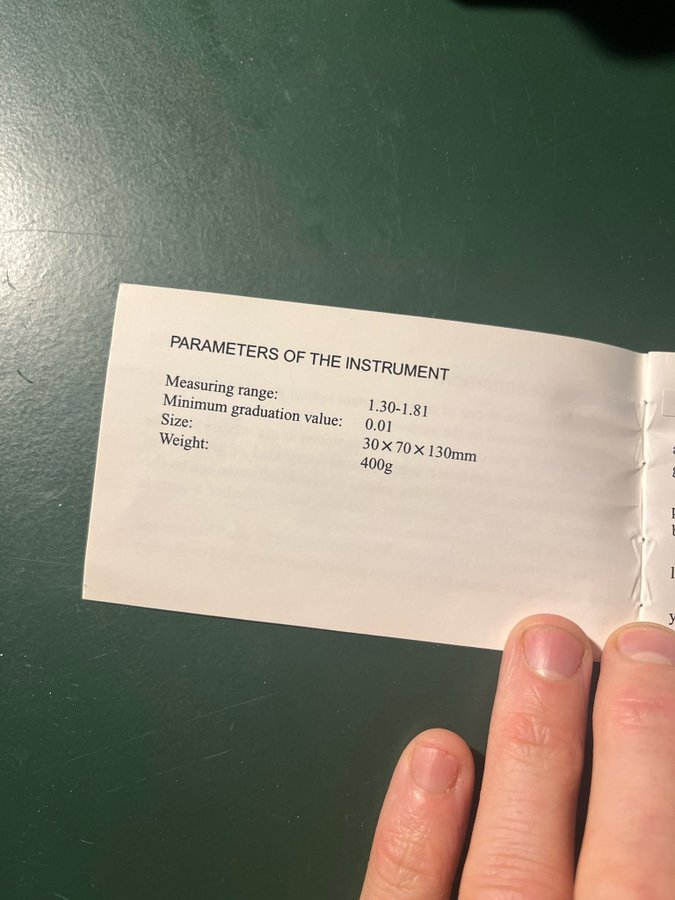 PARAMETERS OF THE INSTRUMENT
Measuring range: 1.30-1.81
Minimum graduation value: 0.01
Size: 30×70×130mm
Weight: 400g